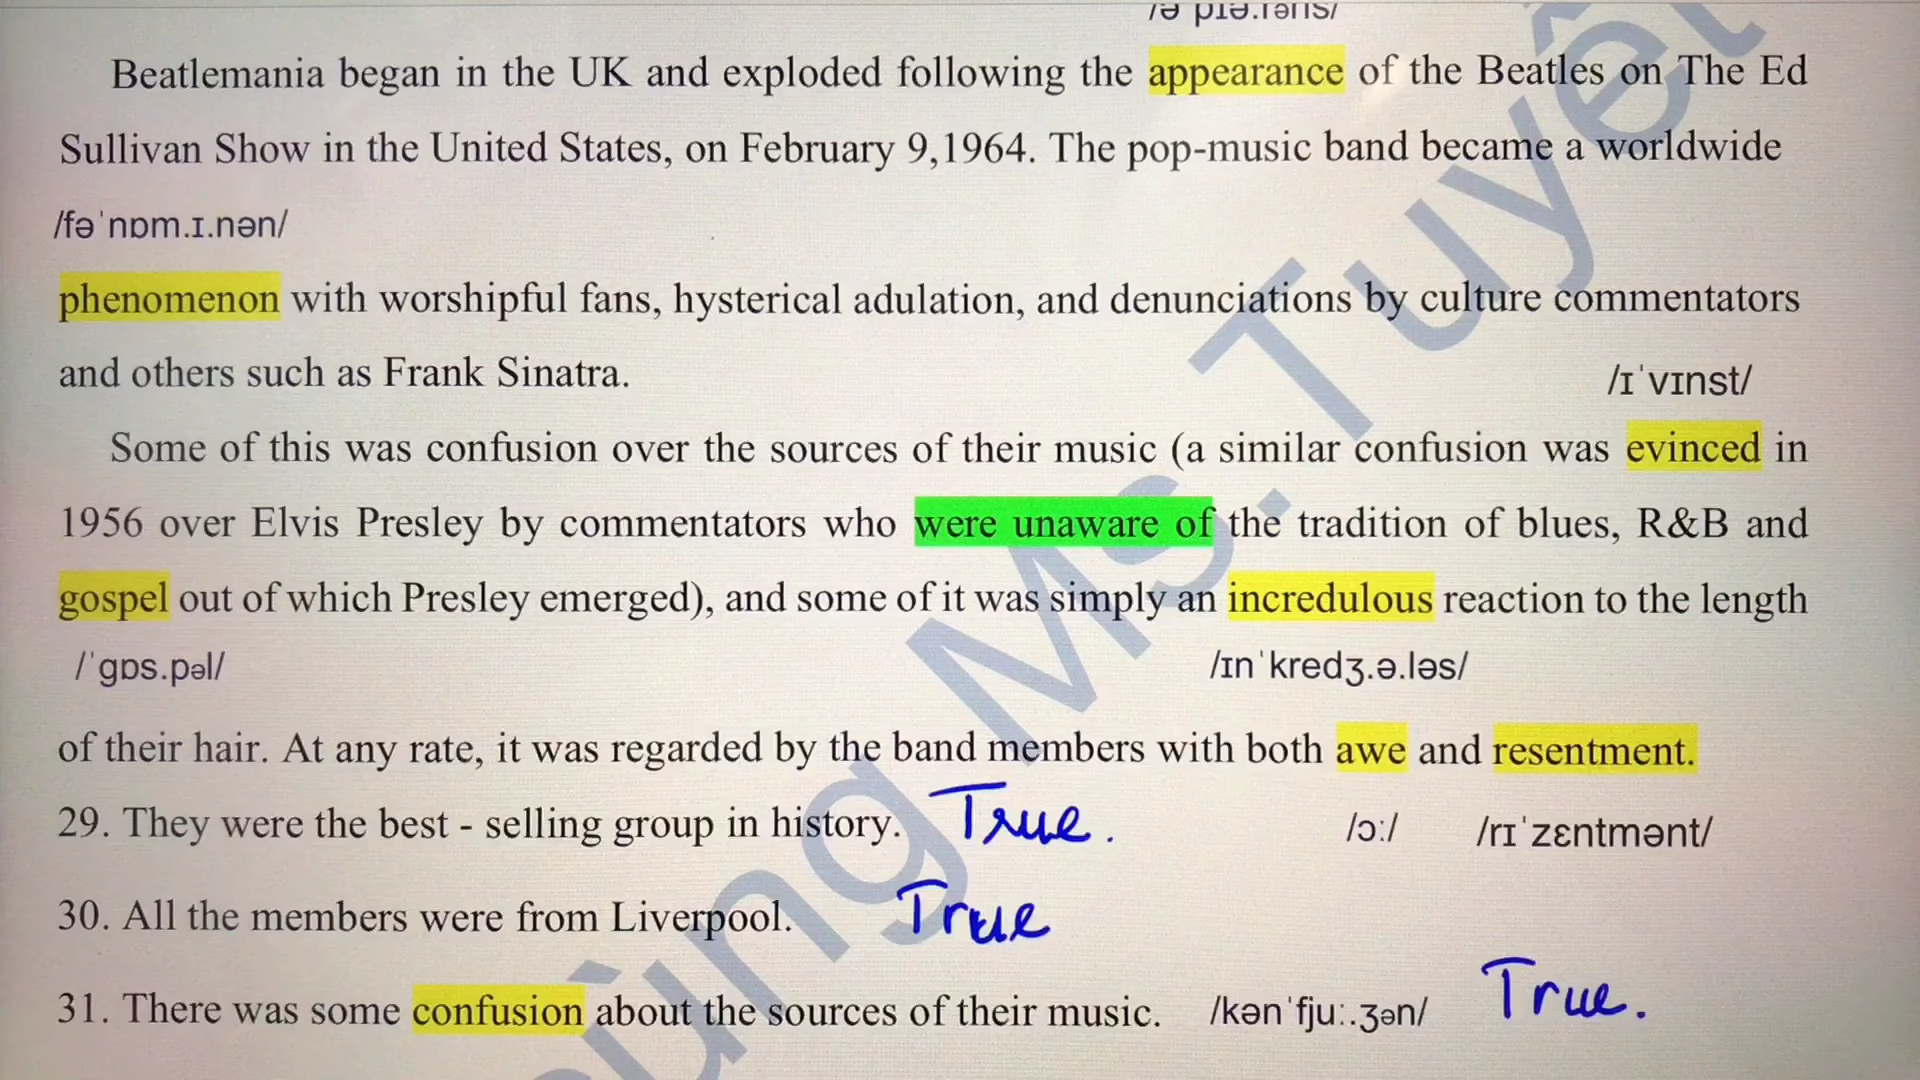 Beatlemania began in the UK and exploded following the appearance of the Beatles on The Ed
Sullivan Show in the United States, on February 9,1964. The pop-music band became a worldwide
/fəˈnɒm.ɪ.nən/
phenomenon with worshipful fans, hysterical adulation, and denunciations by culture commentators
and others such as Frank Sinatra.
/ɪˈvɪnst/
Some of this was confusion over the sources of their music (a similar confusion was evinced in
1956 over Elvis Presley by commentators who were unaware of the tradition of blues, R&B and
gospel out of which Presley emerged), and some of it was simply an incredulous reaction to the length
/ˈɡɒs.pəl/ /ɪnˈkredʒ.ə.ləs/
of their hair. At any rate, it was regarded by the band members with both awe and resentment.
29. They were the best - selling group in history. True. /ɔː/ /rɪˈzɛntmənt/
30. All the members were from Liverpool. True
31. There was some confusion about the sources of their music. /kənˈfjuː.ʒən/ True.
Ms. Tuyết